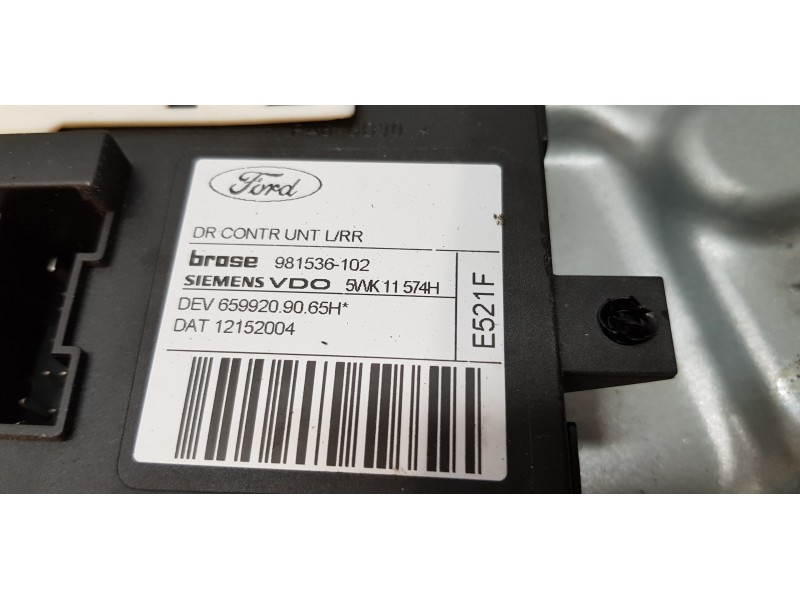 Ford
DR CONTR UNT L/RR
brose 981536-102
SIEMENS VDO 5WK 11 574H
DEV 659920.90.65H*
DAT 12152004
E521F